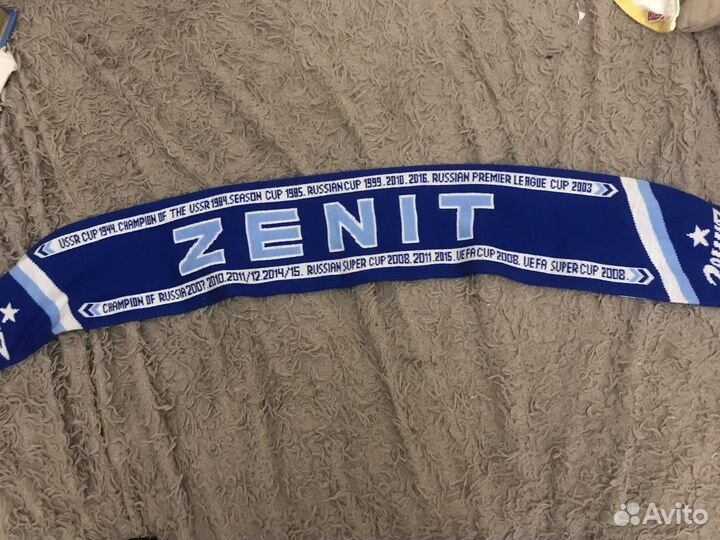 USSR CUP 1944. CHAMPION OF THE USSR 1984. SEASON CUP 1985. RUSSIAN CUP 1999. 2010. 2016. RUSSIAN PREMIER LEAGUE CUP 2003
ZENIT
CHAMPION OF RUSSIA 2007. 2010. 2011/12. 2014/15. RUSSIAN SUPER CUP 2008. 2011. 2015. UEFA CUP 2008. UEFA SUPER CUP 2008.
Avito